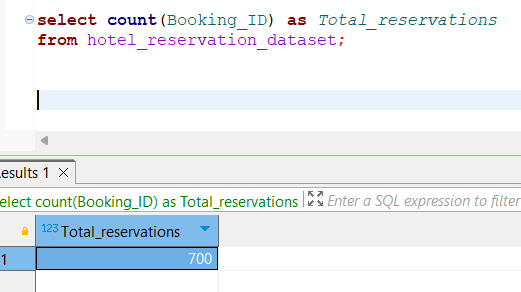 select count(Booking_ID) as Total_reservations
from hotel_reservation_dataset;
esults 1
elect count(Booking_ID) as Total_reservations Enter a SQL expression to filter
123 Total_reservations
1 700